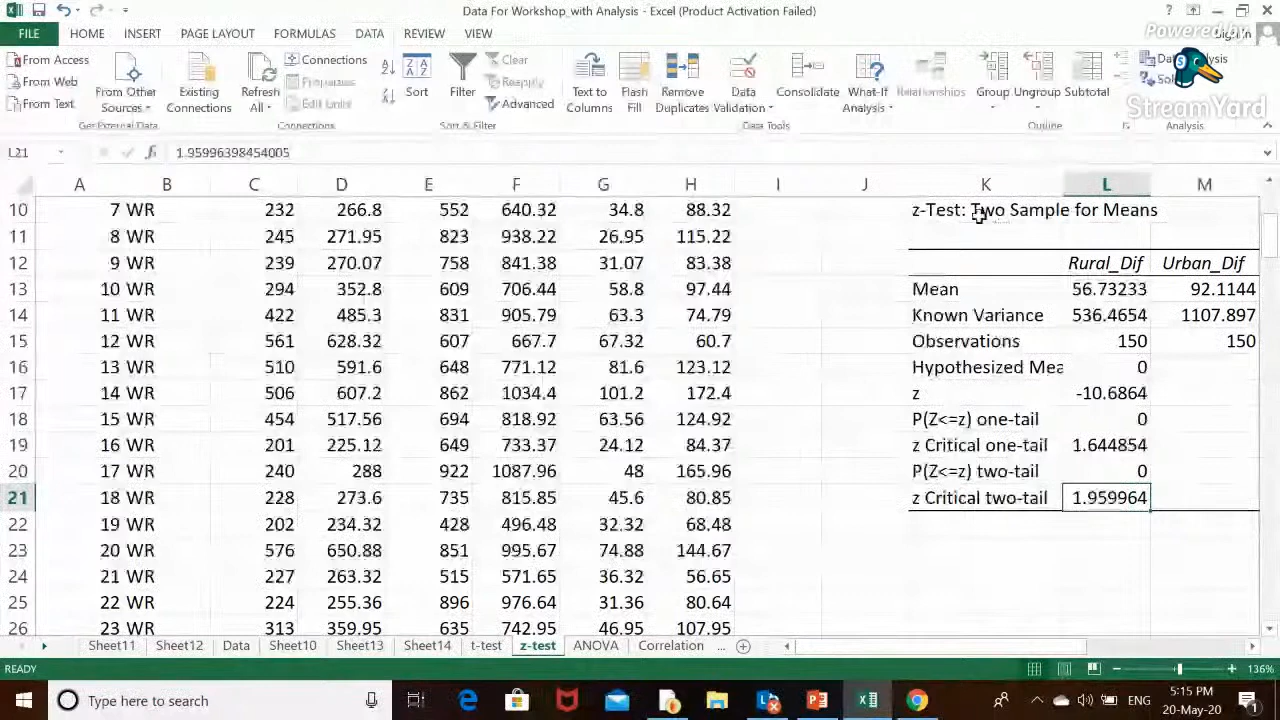 Data For Workshop_with Analysis - Excel (Product Activation Failed)
FILE HOME INSERT PAGE LAYOUT FORMULAS DATA REVIEW VIEW Sign in
Powered by
StreamYard
From Access
From Web
From Text
From Other Sources
Existing Connections
Get External Data
Refresh All
Connections
Properties
Edit Links
Connections
Sort
Filter
Clear
Reapply
Advanced
Sort & Filter
Text to Columns
Flash Fill
Remove Duplicates
Data Validation
Consolidate
What-If Analysis
Relationships
Data Tools
Group
Ungroup
Subtotal
Outline
Data Analysis
Analysis
L21 fx 1.95996398454005
A B C D E F G H I J K L M
10 7 WR 232 266.8 552 640.32 34.8 88.32 z-Test: Two Sample for Means
11 8 WR 245 271.95 823 938.22 26.95 115.22
12 9 WR 239 270.07 758 841.38 31.07 83.38 Rural_Dif Urban_Dif
13 10 WR 294 352.8 609 706.44 58.8 97.44 Mean 56.73233 92.1144
14 11 WR 422 485.3 831 905.79 63.3 74.79 Known Variance 536.4654 1107.897
15 12 WR 561 628.32 607 667.7 67.32 60.7 Observations 150 150
16 13 WR 510 591.6 648 771.12 81.6 123.12 Hypothesized Mea 0
17 14 WR 506 607.2 862 1034.4 101.2 172.4 z -10.6864
18 15 WR 454 517.56 694 818.92 63.56 124.92 P(Z<=z) one-tail 0
19 16 WR 201 225.12 649 733.37 24.12 84.37 z Critical one-tail 1.644854
20 17 WR 240 288 922 1087.96 48 165.96 P(Z<=z) two-tail 0
21 18 WR 228 273.6 735 815.85 45.6 80.85 z Critical two-tail 1.959964
22 19 WR 202 234.32 428 496.48 32.32 68.48
23 20 WR 576 650.88 851 995.67 74.88 144.67
24 21 WR 227 263.32 515 571.65 36.32 56.65
25 22 WR 224 255.36 896 976.64 31.36 80.64
26 23 WR 313 359.95 635 742.95 46.95 107.95
Sheet11 Sheet12 Data Sheet10 Sheet13 Sheet14 t-test z-test ANOVA Correlation ...
READY 136%
Type here to search ENG 5:15 PM
20-May-20